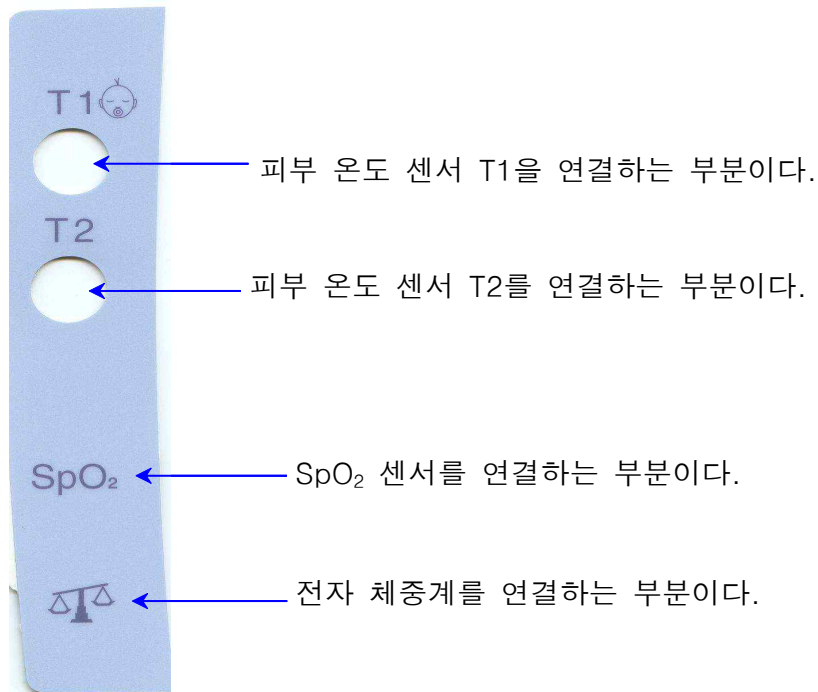 T1
피부 온도 센서 T1을 연결하는 부분이다.
T2
피부 온도 센서 T2를 연결하는 부분이다.
SpO₂
SpO₂ 센서를 연결하는 부분이다.
전자 체중계를 연결하는 부분이다.